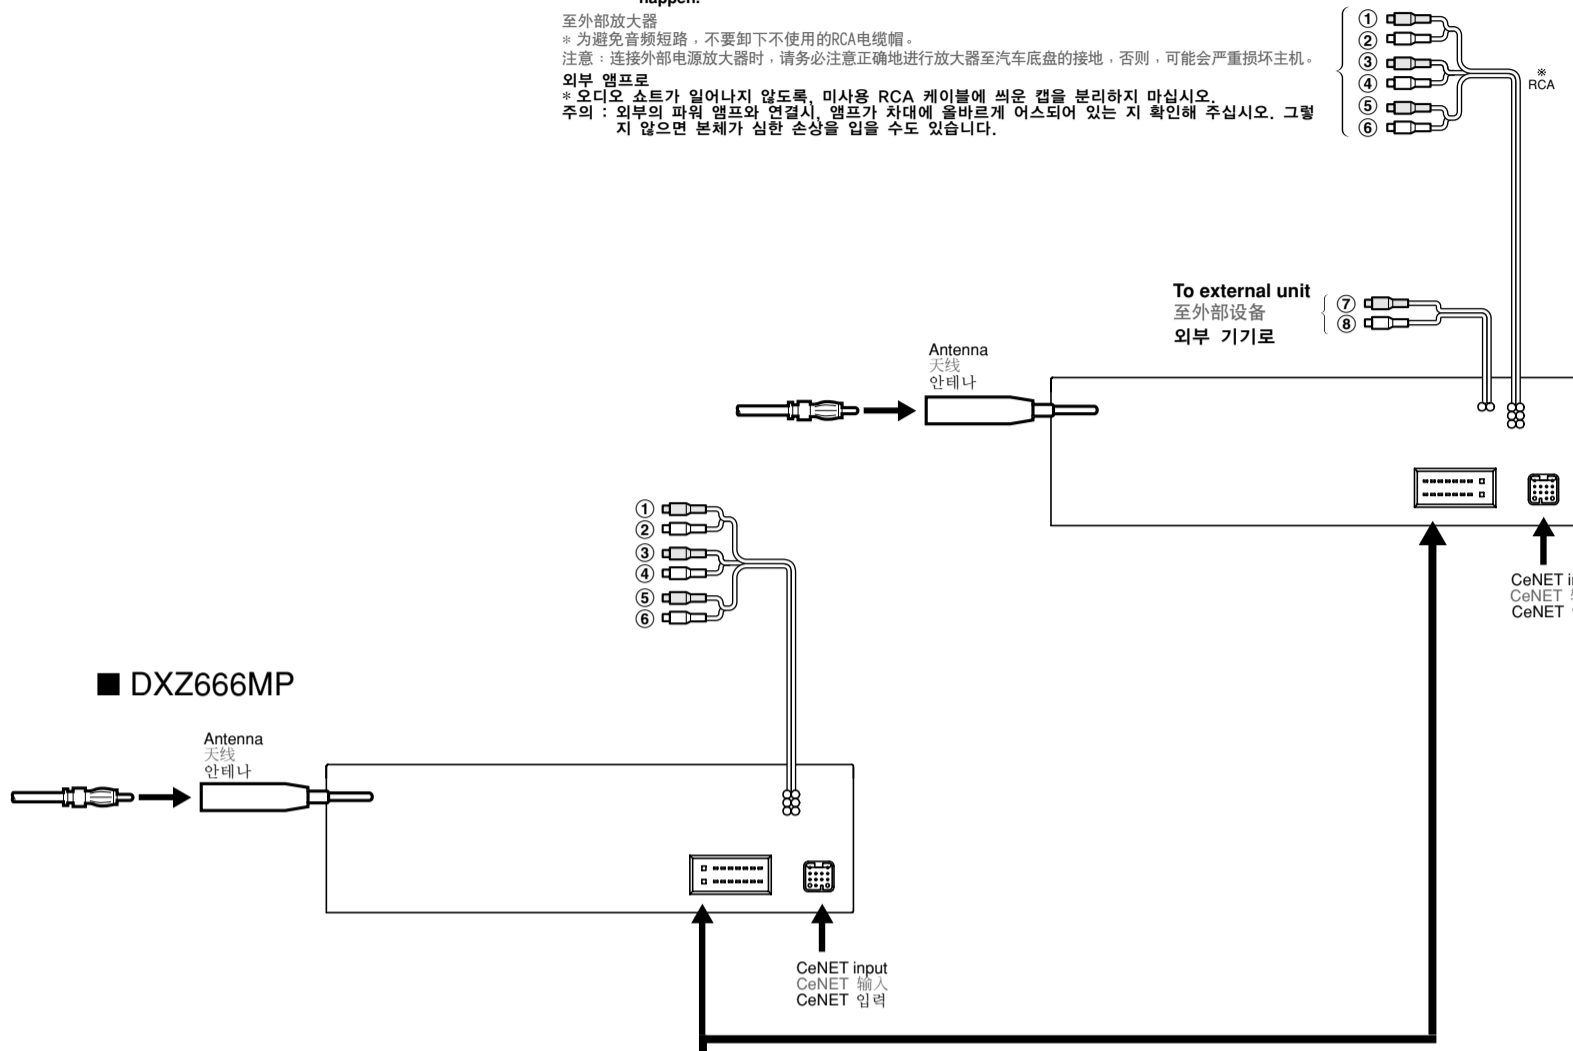 happen.
至外部放大器
* 为避免音频短路，不要卸下不使用的RCA电缆帽。
注意：连接外部电源放大器时，请务必注意正确地进行放大器至汽车底盘的接地，否则，可能会严重损坏主机。
외부 앰프로
* 오디오 쇼트가 일어나지 않도록, 미사용 RCA 케이블에 씌운 캡을 분리하지 마십시오.
주의 : 외부의 파워 앰프와 연결시, 앰프가 차대에 올바르게 어스되어 있는 지 확인해 주십시오. 그렇
지 않으면 본체가 심한 손상을 입을 수도 있습니다.
①
②
③
④
⑤
⑥
※
RCA
To external unit
至外部设备
외부 기기로
⑦
⑧
Antenna
天线
안테나
CeNET
CeNET
CeNET
①
②
③
④
⑤
⑥
■ DXZ666MP
Antenna
天线
안테나
CeNET input
CeNET 输入
CeNET 입력